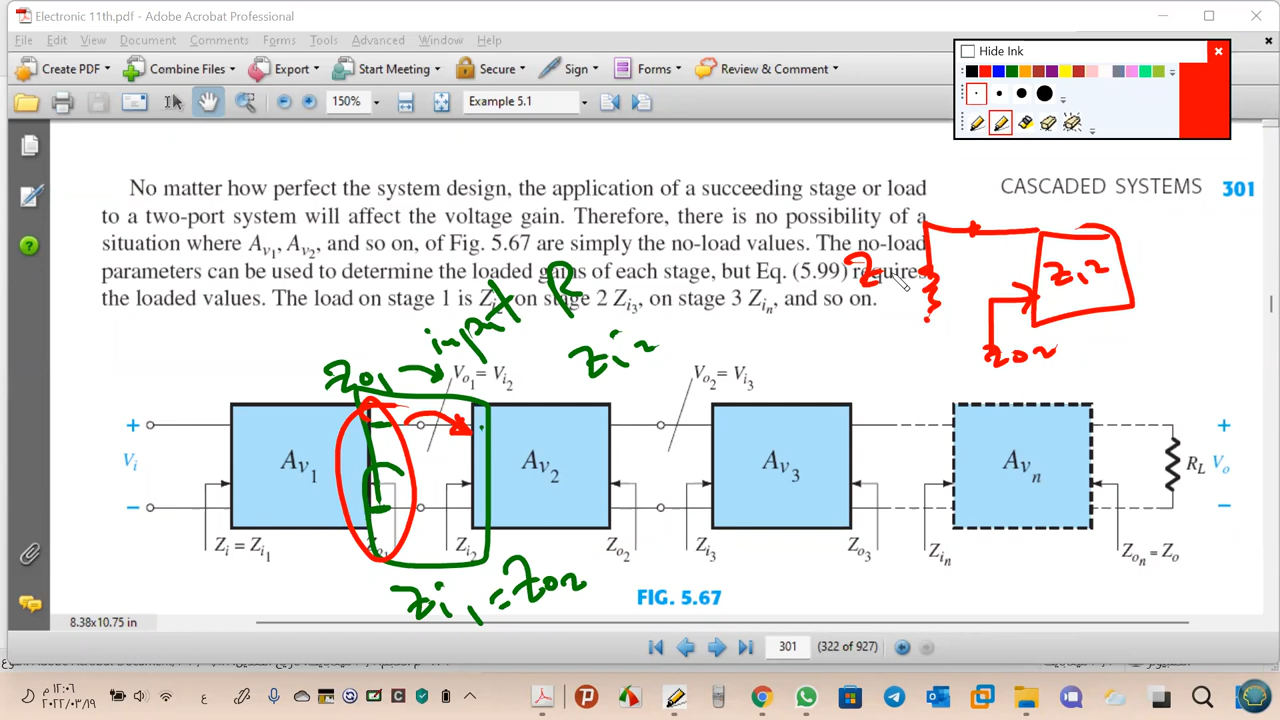 Electronic 11th.pdf - Adobe Acrobat Professional
File Edit View Document Comments Forms Tools Advanced Window Help
Hide Ink
Create PDF Combine Files Export Start Meeting Secure Sign Forms Review & Comment
150% Example 5.1
No matter how perfect the system design, the application of a succeeding stage or load
to a two-port system will affect the voltage gain. Therefore, there is no possibility of a
situation where Av1, Av2, and so on, of Fig. 5.67 are simply the no-load values. The no-load
parameters can be used to determine the loaded gains of each stage, but Eq. (5.99) requires
the loaded values. The load on stage 1 is Zi2, on stage 2 Zi3, on stage 3 Zin, and so on.
CASCADED SYSTEMS 301
Z
Zi2
Zo2
input R
Zi2
Zo1
Vo1 = Vi2
Vo2 = Vi3
+ + 
Vi Av1 Av2 Av3 Avn RL Vo
– –
Zi = Zi1 Zo1 Zi2 Zo2 Zi3 Zo3 Zin Zon = Zo
Zi1 = Zo2
FIG. 5.67
8.38x10.75 in
301 (322 of 927)
١٢:٠٦
ع
٢٠٢٢/٠٣/١٩